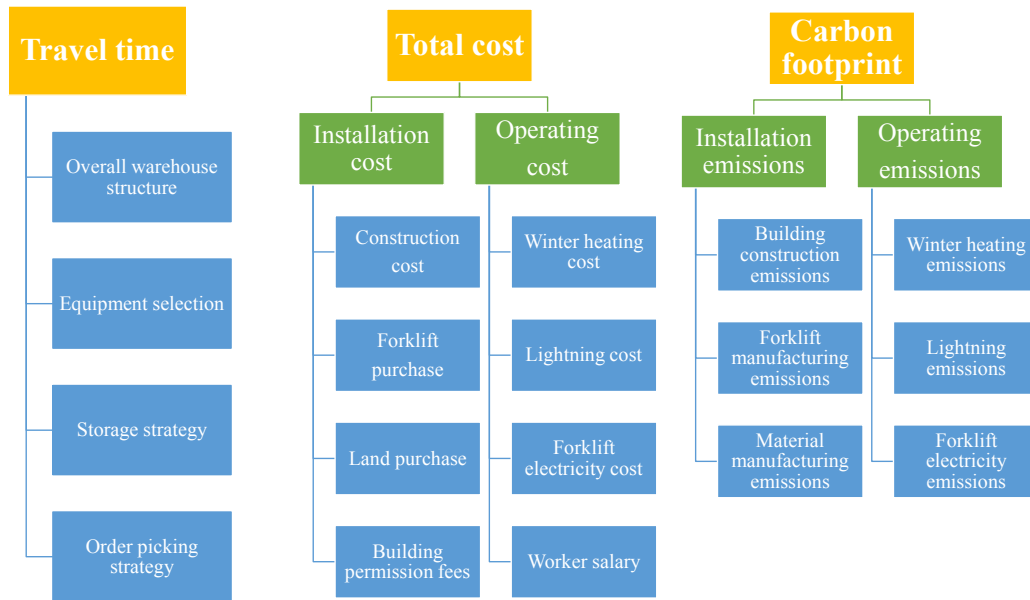 Travel time
Overall warehouse
structure
Equipment selection
Storage strategy
Order picking
strategy
Total cost
Installation
cost
Construction
cost
Forklift
purchase
Land purchase
Building
permission fees
Operating
cost
Winter heating
cost
Lightning cost
Forklift
electricity cost
Worker salary
Carbon
footprint
Installation
emissions
Building
construction
emissions
Forklift
manufacturing
emissions
Material
manufacturing
emissions
Operating
emissions
Winter heating
emissions
Lightning
emissions
Forklift
electricity
emissions